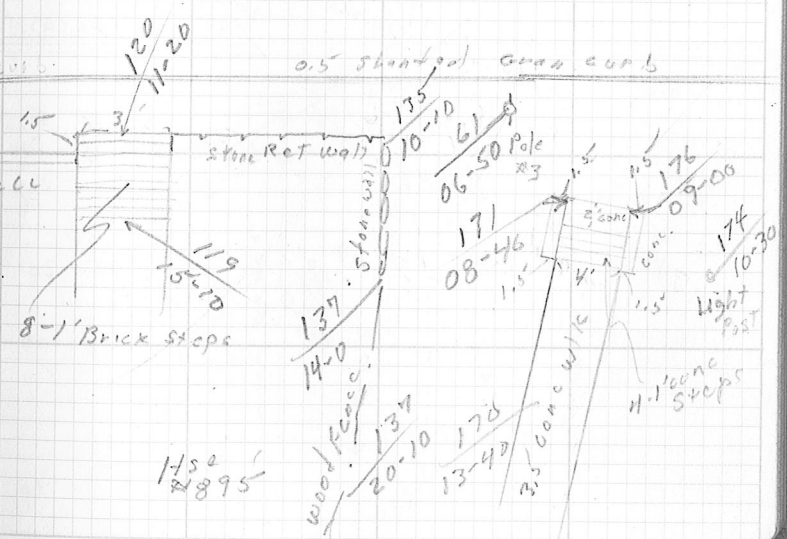 120
11-20
0.5 Stant gal Gran curb
1.5
3'
Stone Ret wall
135
10-10
61
06-50
Pole
#3
1.5'
1.5'
176
09-00
2' conc
171
08-46
stone wall
conc.
174
10-30
119
15-10
1.5'
4'
1.5'
Light
Post
8-1' Brick Steps
137
14-0
4-1' conc
Steps
3.5' conc walk
13-40
wood fence
137
20-10
Hse
#895